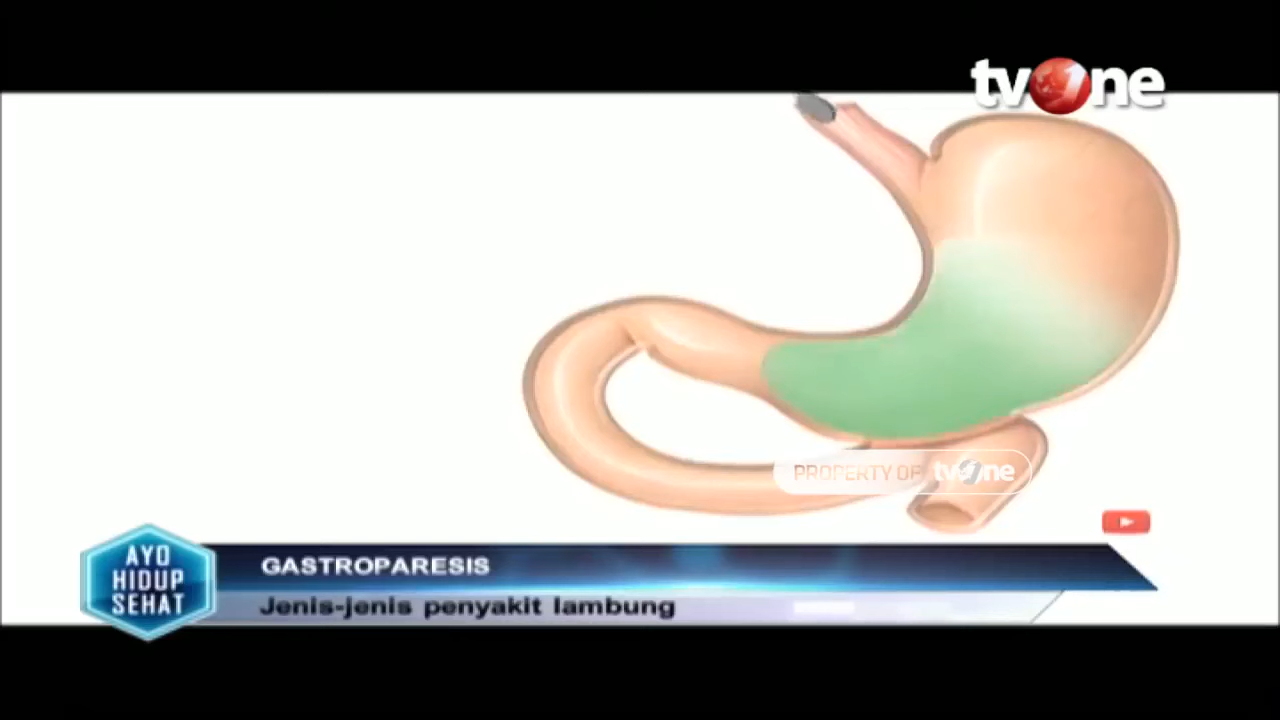 tvOne
PROPERTY OF tvOne
AYO
HIDUP
SEHAT
GASTROPARESIS
Jenis-jenis penyakit lambung